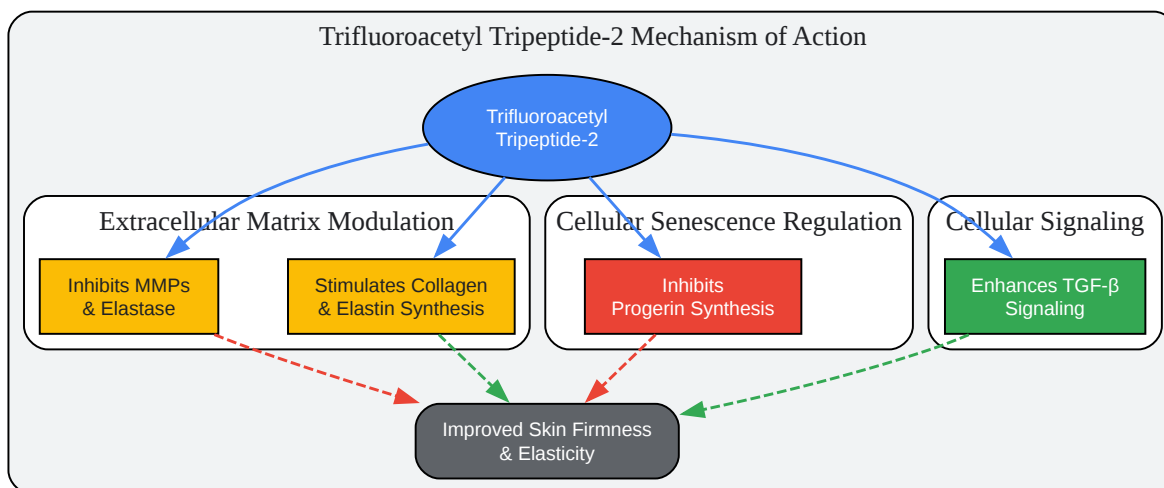 Trifluoroacetyl Tripeptide-2 Mechanism of Action
Trifluoroacetyl
Tripeptide-2
Extracellular Matrix Modulation
Cellular Senescence Regulation
Cellular Signaling
Inhibits MMPs
& Elastase
Stimulates Collagen
& Elastin Synthesis
Inhibits
Progerin Synthesis
Enhances TGF-β
Signaling
Improved Skin Firmness
& Elasticity